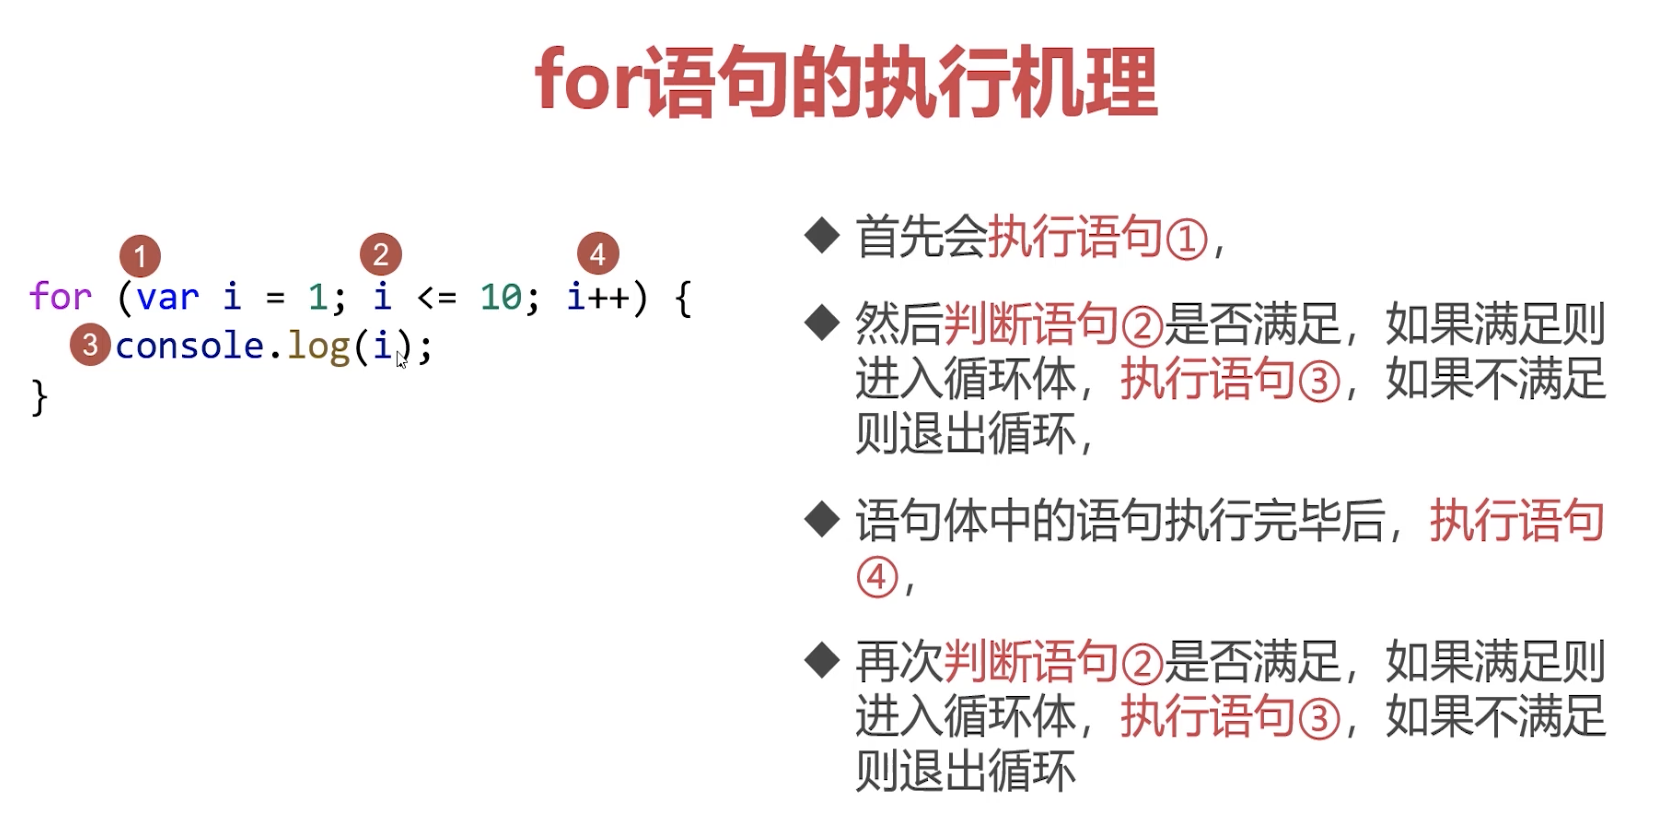 for语句的执行机理
1 2 4
for (var i = 1; i <= 10; i++) {
3 console.log(i);
}
◆ 首先会执行语句①，
◆ 然后判断语句②是否满足，如果满足则
进入循环体，执行语句③，如果不满足
则退出循环，
◆ 语句体中的语句执行完毕后，执行语句
④，
◆ 再次判断语句②是否满足，如果满足则
进入循环体，执行语句③，如果不满足
则退出循环